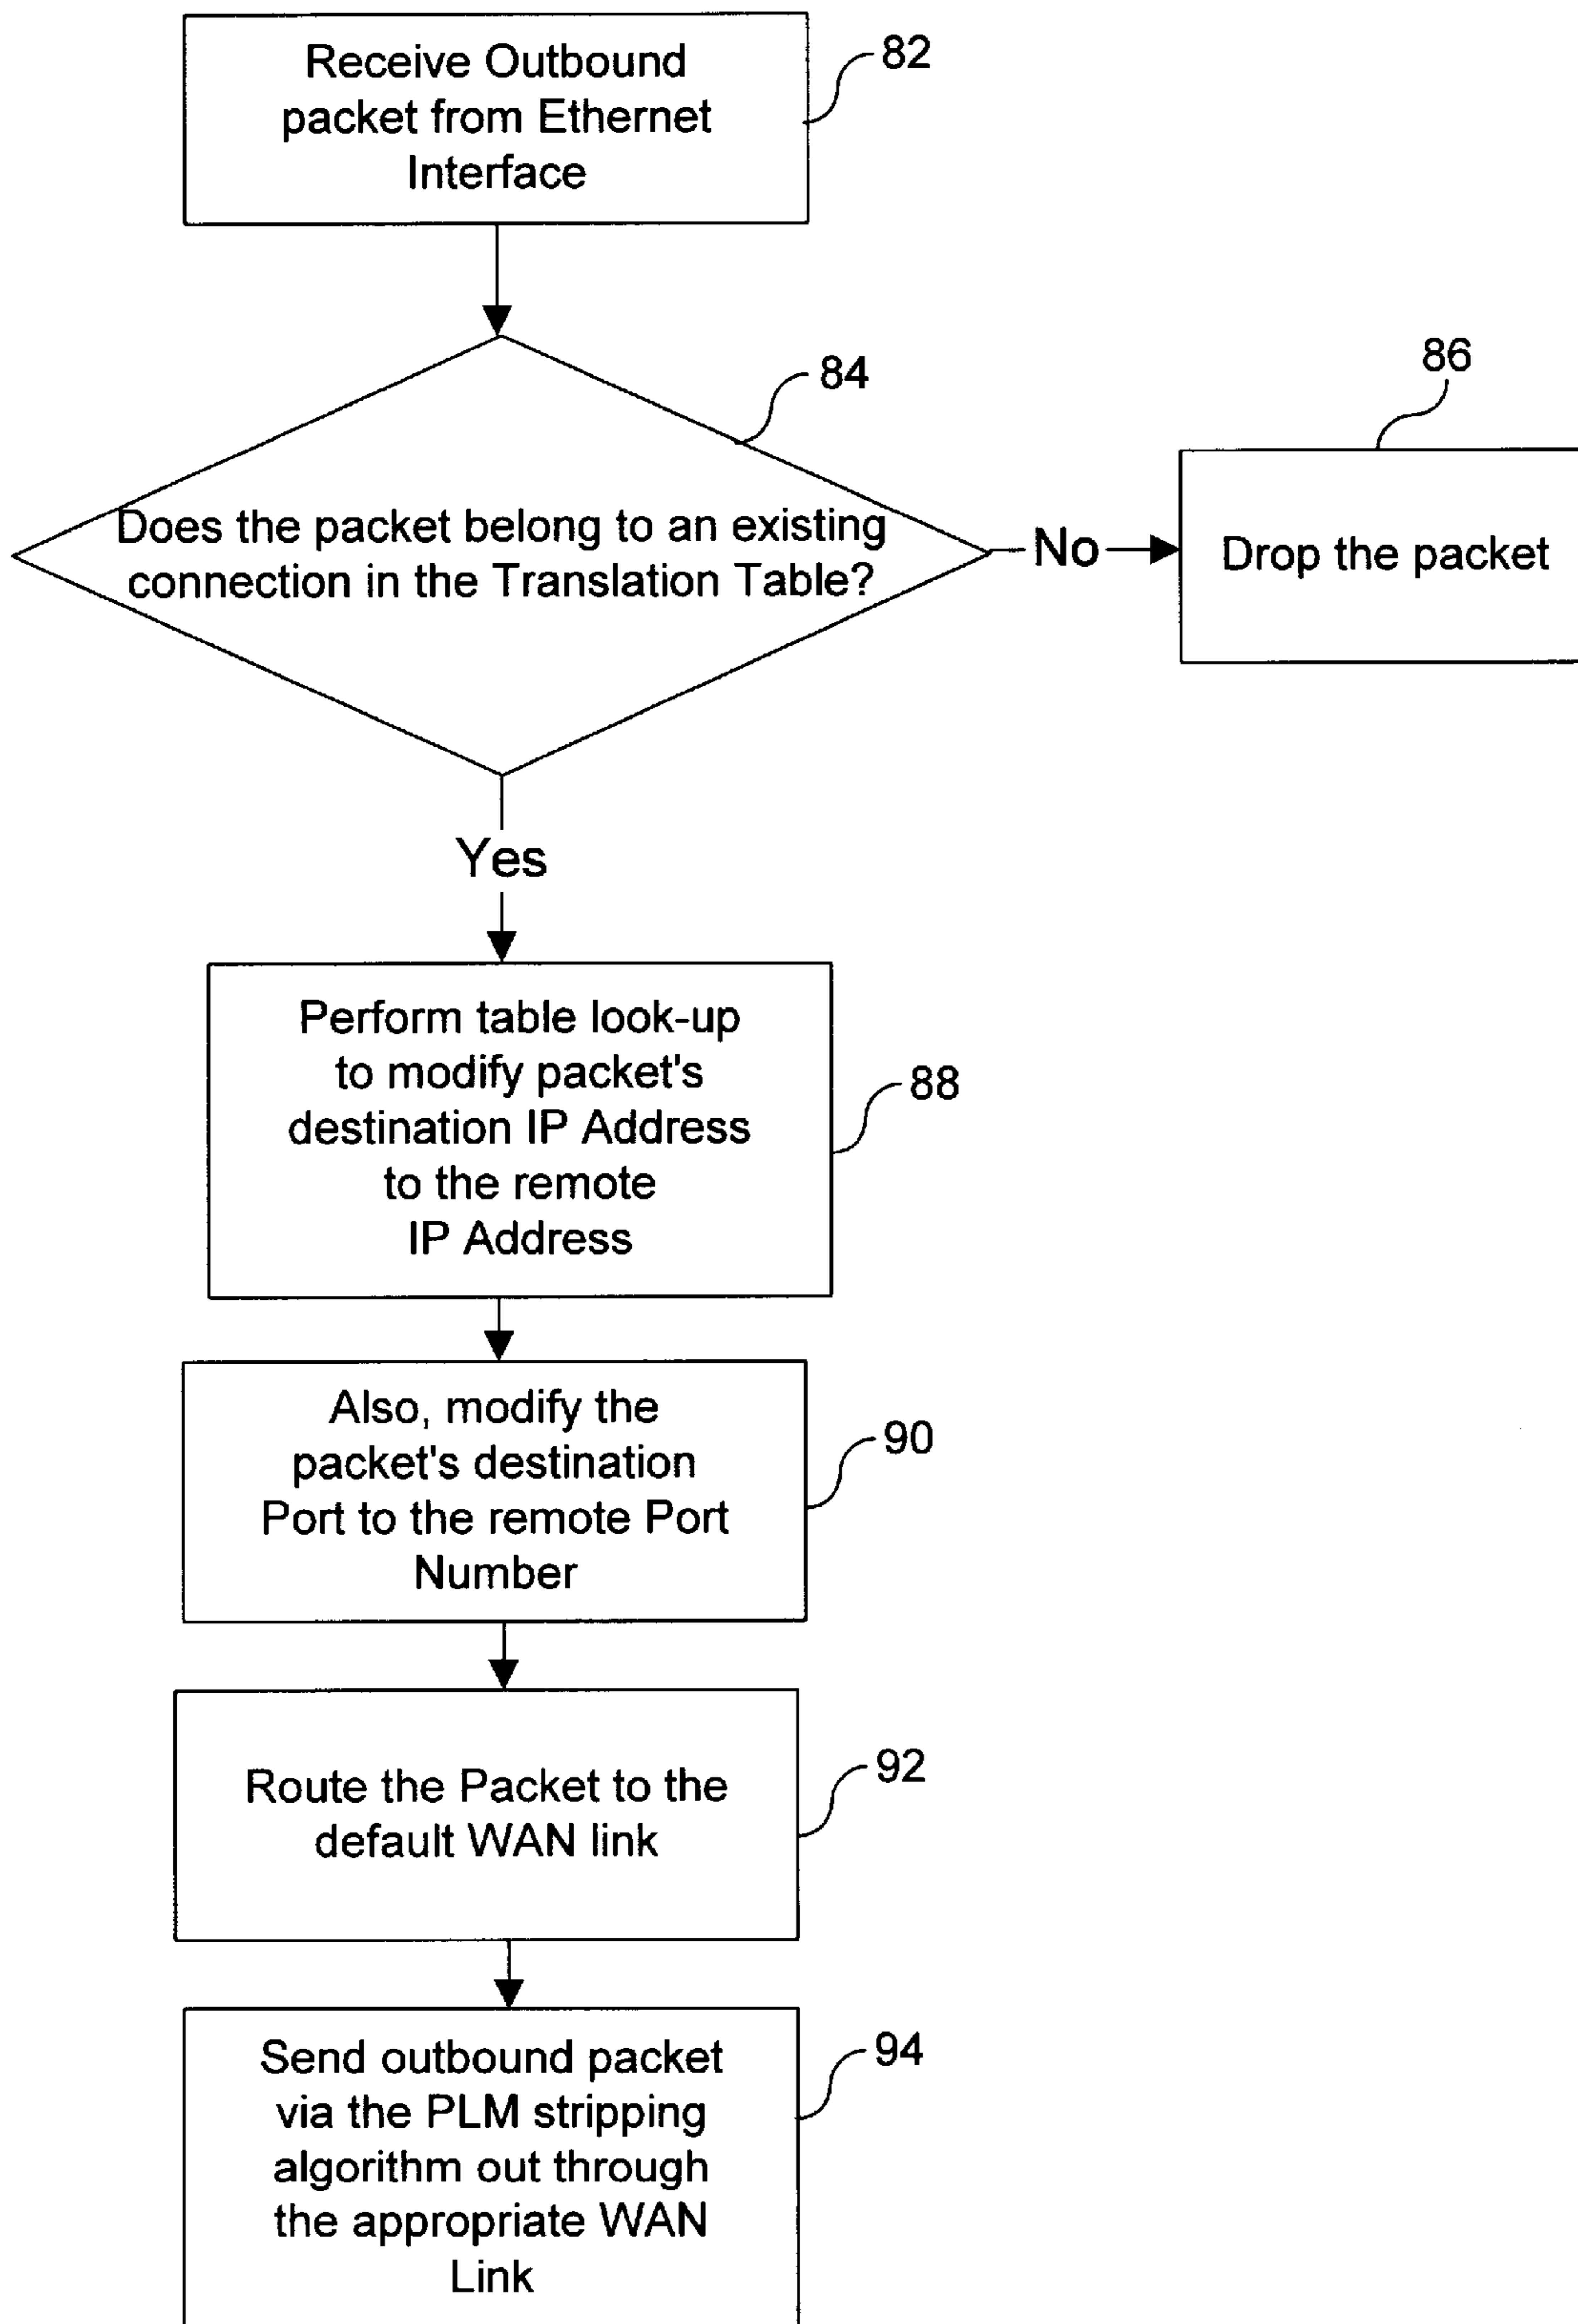 Receive Outbound
packet from Ethernet
Interface
82
84
Does the packet belong to an existing
connection in the Translation Table?
No
86
Drop the packet
Yes
Perform table look-up
to modify packet's
destination IP Address
to the remote
IP Address
88
Also, modify the
packet's destination
Port to the remote Port
Number
90
Route the Packet to the
default WAN link
92
Send outbound packet
via the PLM stripping
algorithm out through
the appropriate WAN
Link
94